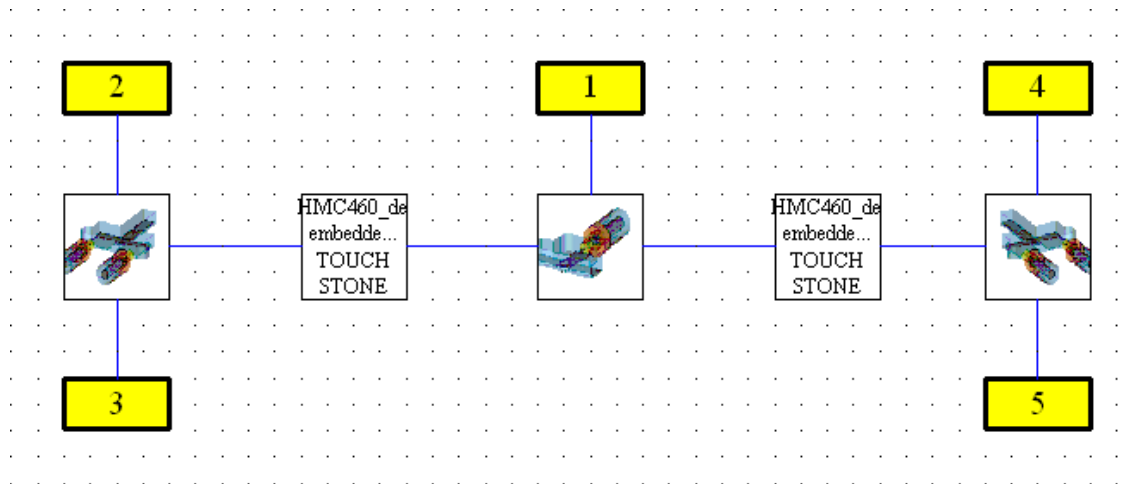 2
1
4
HMC460_de
embedde...
TOUCH
STONE
HMC460_de
embedde...
TOUCH
STONE
3
5